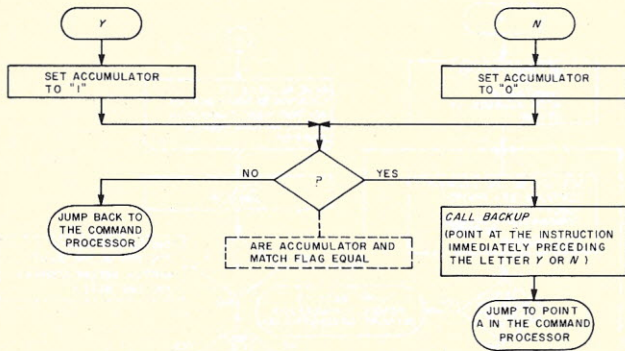 Y
N
SET ACCUMULATOR
TO "1"
SET ACCUMULATOR
TO "0"
NO
?
YES
JUMP BACK TO
THE COMMAND
PROCESSOR
ARE ACCUMULATOR AND
MATCH FLAG EQUAL
CALL BACKUP
(POINT AT THE INSTRUCTION
IMMEDIATELY PRECEDING
THE LETTER Y OR N)
JUMP TO POINT
A IN THE COMMAND
PROCESSOR